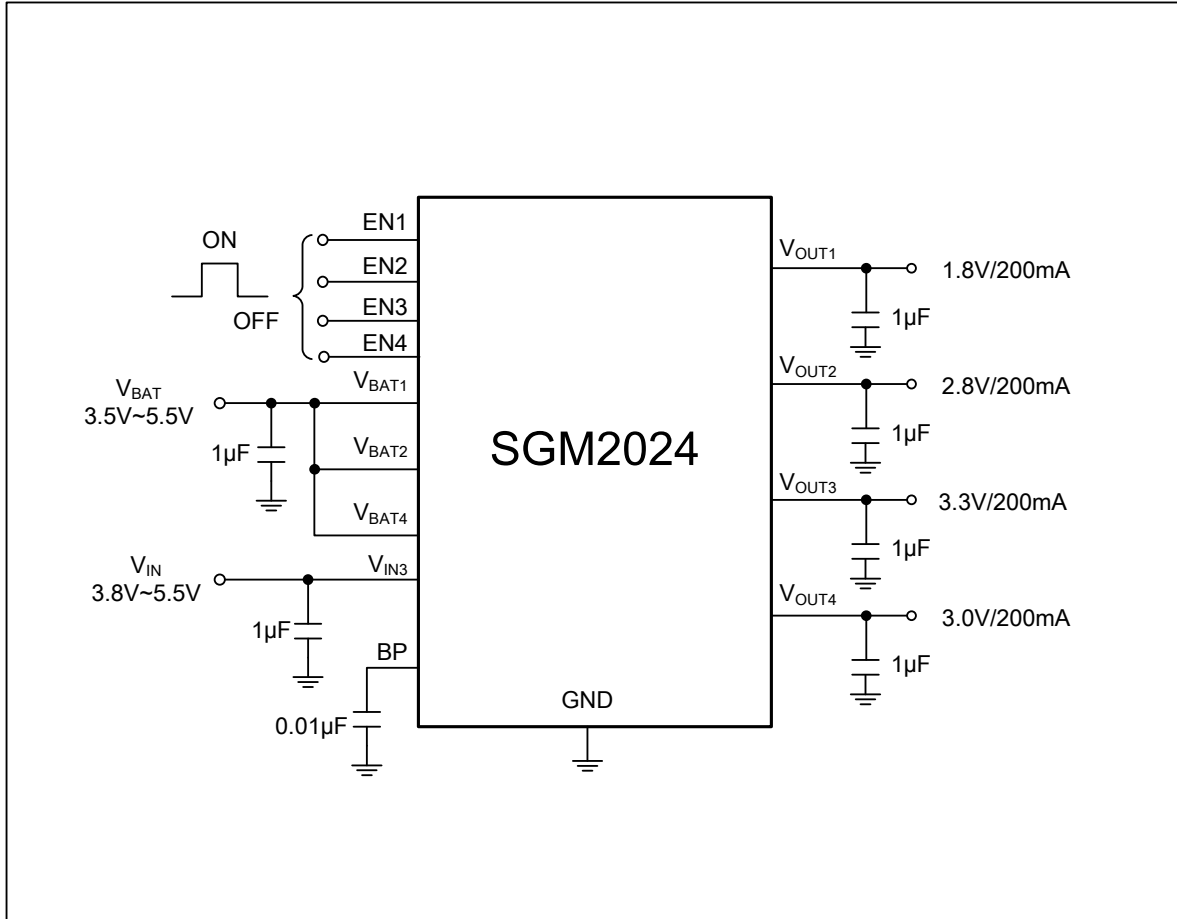 ON
OFF
EN1
EN2
EN3
EN4
VBAT
3.5V~5.5V
1µF
VBAT1
VBAT2
VBAT4
VIN
3.8V~5.5V
1µF
VIN3
BP
0.01µF
SGM2024
GND
VOUT1
1.8V/200mA
1µF
VOUT2
2.8V/200mA
1µF
VOUT3
3.3V/200mA
1µF
VOUT4
3.0V/200mA
1µF